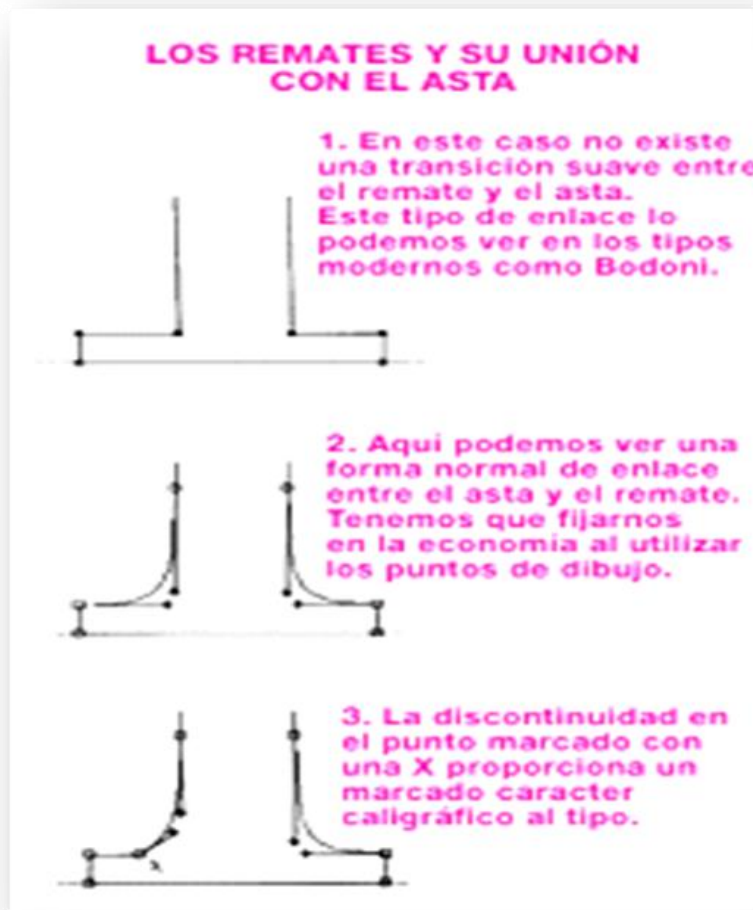 LOS REMATES Y SU UNIÓN
CON EL ASTA
1. En este caso no existe
una transición suave entre
el remate y el asta.
Este tipo de enlace lo
podemos ver en los tipos
modernos como Bodoni.
2. Aquí podemos ver una
forma normal de enlace
entre el asta y el remate.
Tenemos que fijarnos
en la economía al utilizar
los puntos de dibujo.
3. La discontinuidad en
el punto marcado con
una X proporciona un
marcado caracter
caligráfico al tipo.
X